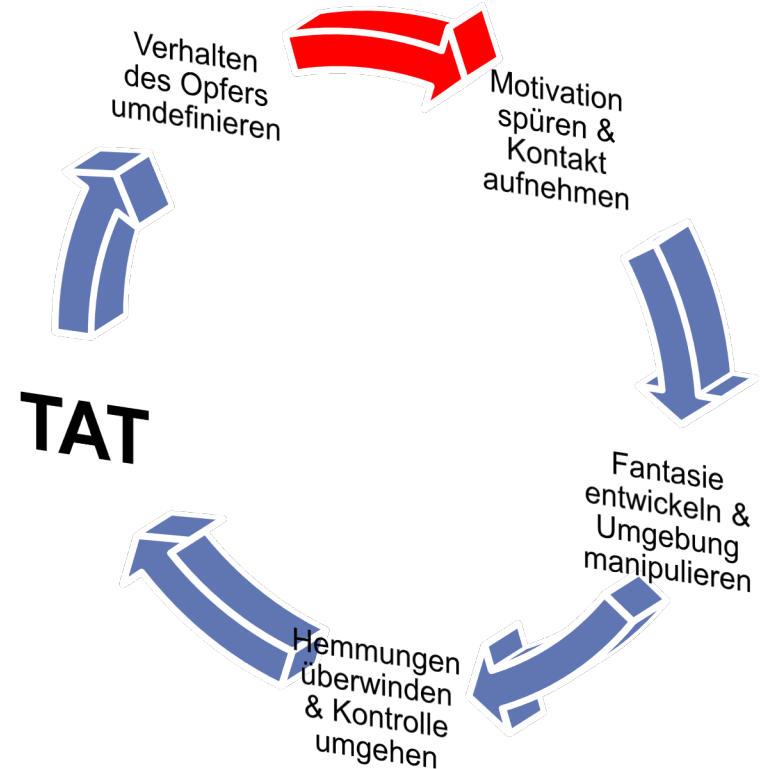 Verhalten
des Opfers
umdefinieren
Motivation
spüren &
Kontakt
aufnehmen
Fantasie
entwickeln &
Umgebung
manipulieren
Hemmungen
überwinden
& Kontrolle
umgehen
TAT